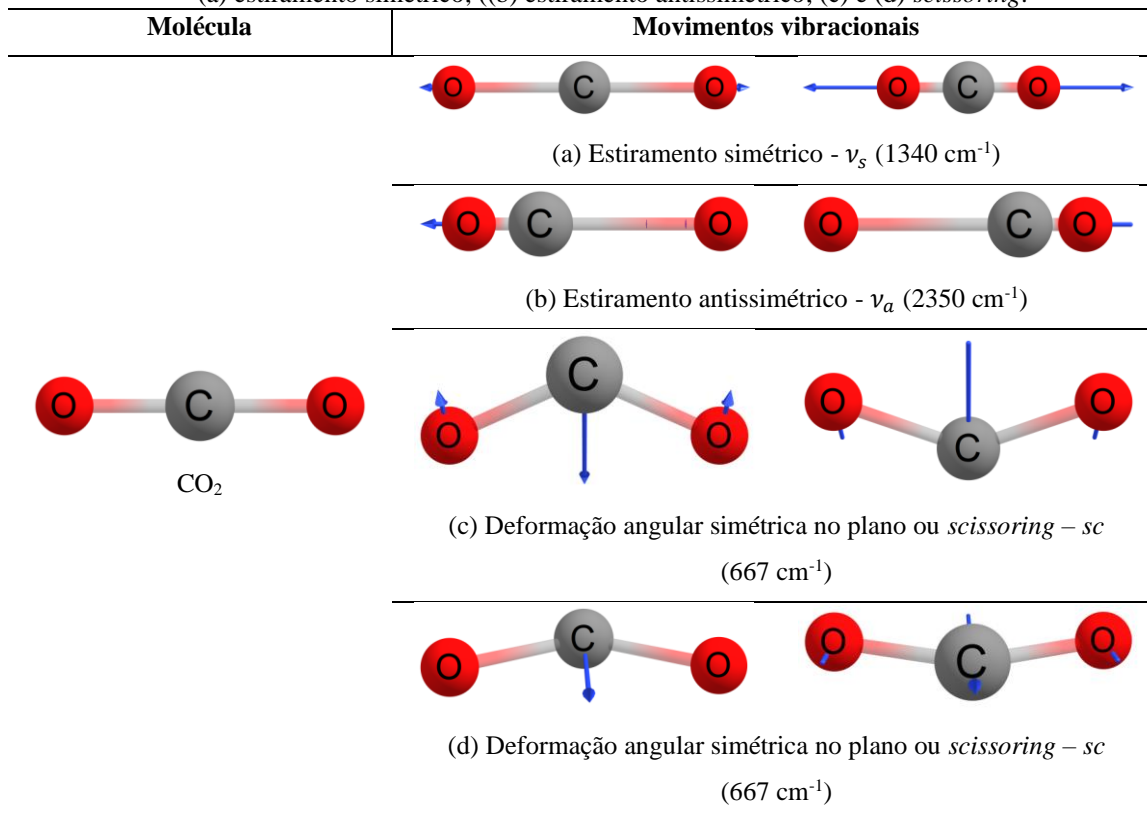 (a) estiramento simétrico; ((b) estiramento antissimétrico; (c) e (d) scissoring.
Molécula Movimentos vibracionais
O C O O C O
(a) Estiramento simétrico - νₛ (1340 cm⁻¹)
O C O O C O
(b) Estiramento antissimétrico - νₐ (2350 cm⁻¹)
O C O
CO₂
O C O O C O
(c) Deformação angular simétrica no plano ou scissoring – sc
(667 cm⁻¹)
O C O O C O
(d) Deformação angular simétrica no plano ou scissoring – sc
(667 cm⁻¹)